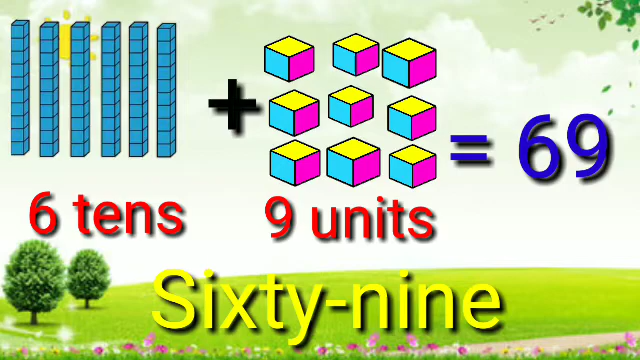 + = 69
6 tens 9 units
Sixty-nine